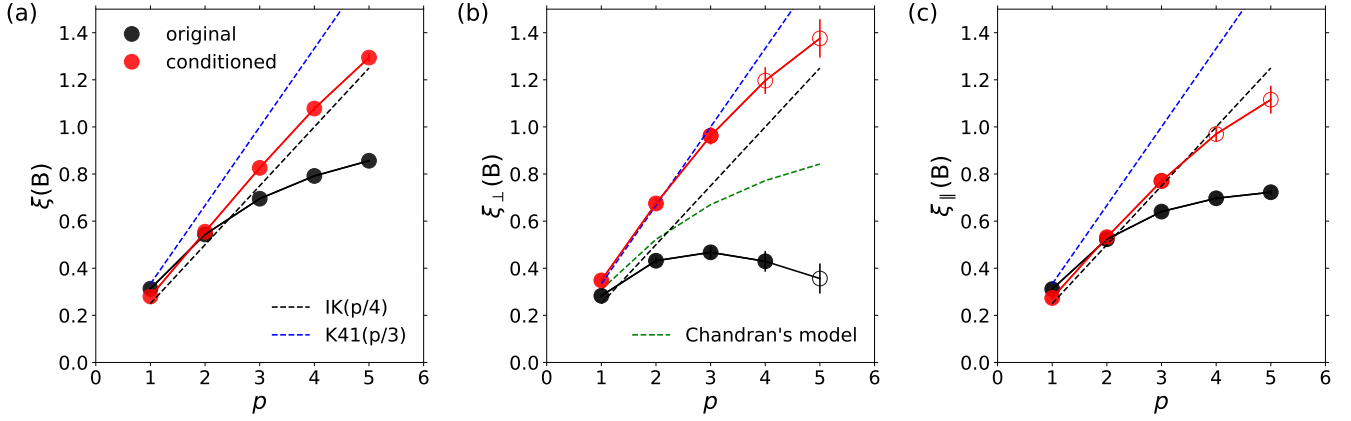 (a)
ξ(B)
1.4
1.2
1.0
0.8
0.6
0.4
0.2
0.0
original
conditioned
IK(p/4)
K41(p/3)
0 1 2 3 4 5 6
p
(b)
ξ⊥(B)
1.4
1.2
1.0
0.8
0.6
0.4
0.2
0.0
Chandran's model
0 1 2 3 4 5 6
p
(c)
ξ∥(B)
1.4
1.2
1.0
0.8
0.6
0.4
0.2
0.0
0 1 2 3 4 5 6
p